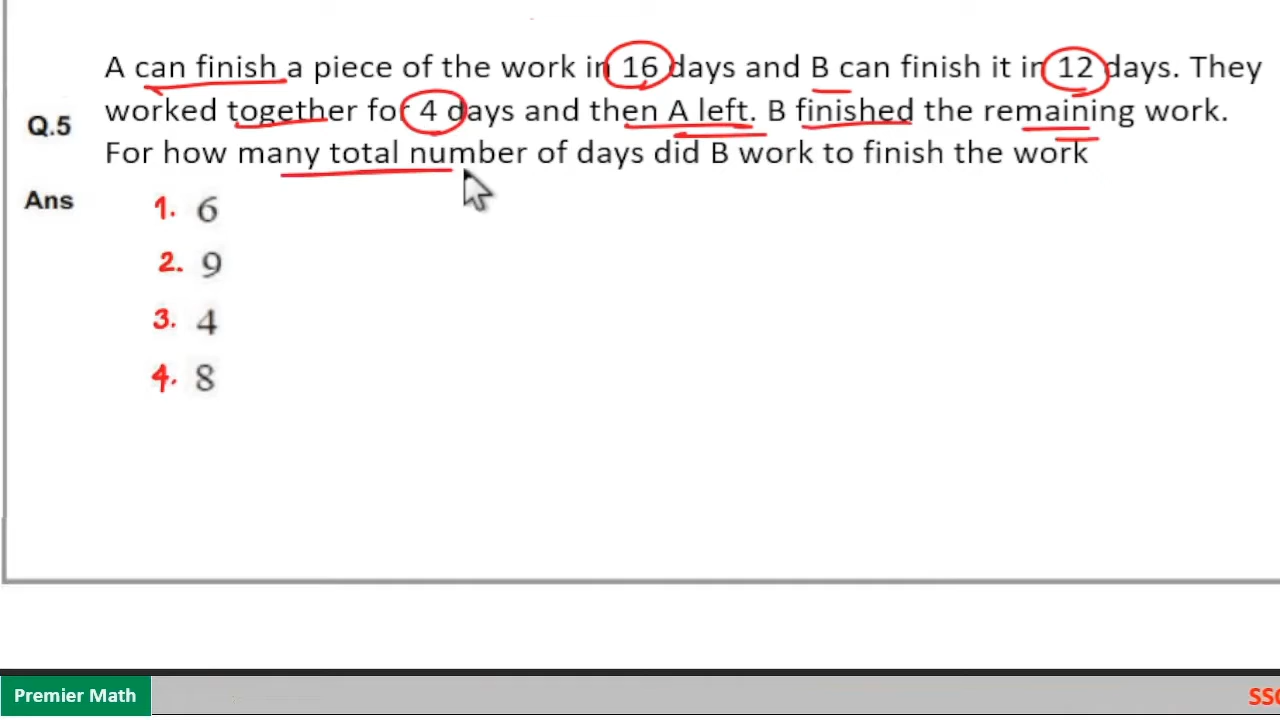 A can finish a piece of the work in 16 days and B can finish it in 12 days. They
Q.5 worked together for 4 days and then A left. B finished the remaining work.
For how many total number of days did B work to finish the work
Ans
1. 6
2. 9
3. 4
4. 8
Premier Math
SSC